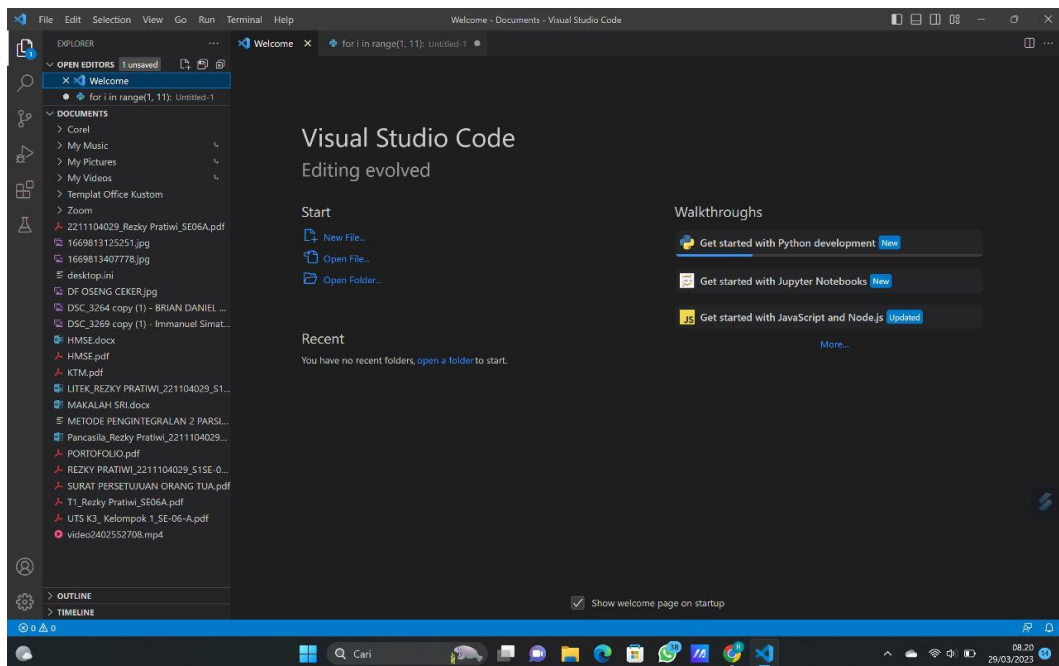 File Edit Selection View Go Run Terminal Help
Welcome - Documents - Visual Studio Code
EXPLORER
Welcome
for i in range(1, 11): Untitled-1
OPEN EDITORS 1 unsaved
Welcome
for i in range(1, 11): Untitled-1
DOCUMENTS
Corel
My Music
My Pictures
My Videos
Templat Office Kustom
Zoom
2211104029_Rezky Pratiwi_SE06A.pdf
1669813125251.jpg
1669813407778.jpg
desktop.ini
DF OSENG CEKER.jpg
DSC_3264 copy (1) - BRIAN DANIEL ...
DSC_3269 copy (1) - Immanuel Simat...
HMSE.docx
HMSE.pdf
KTM.pdf
LITEK_REZKY PRATIWI_221104029_S1...
MAKALAH SRI.docx
METODE PENGINTEGRALAN 2 PARSI...
Pancasila_Rezky Pratiwi_2211104029...
PORTOFOLIO.pdf
REZKY PRATIWI_2211104029_S1SE-0...
SURAT PERSETUJUAN ORANG TUA.pdf
T1_Rezky Pratiwi_SE06A.pdf
UTS K3_ Kelompok 1_SE-06-A.pdf
video2402552708.mp4
OUTLINE
TIMELINE
Visual Studio Code
Editing evolved
Start
New File...
Open File...
Open Folder...
Recent
You have no recent folders, open a folder to start.
Walkthroughs
Get started with Python development New
Get started with Jupyter Notebooks New
JS Get started with JavaScript and Node.js Updated
More...
Show welcome page on startup
0 0
Cari
38
08.20
29/03/2023